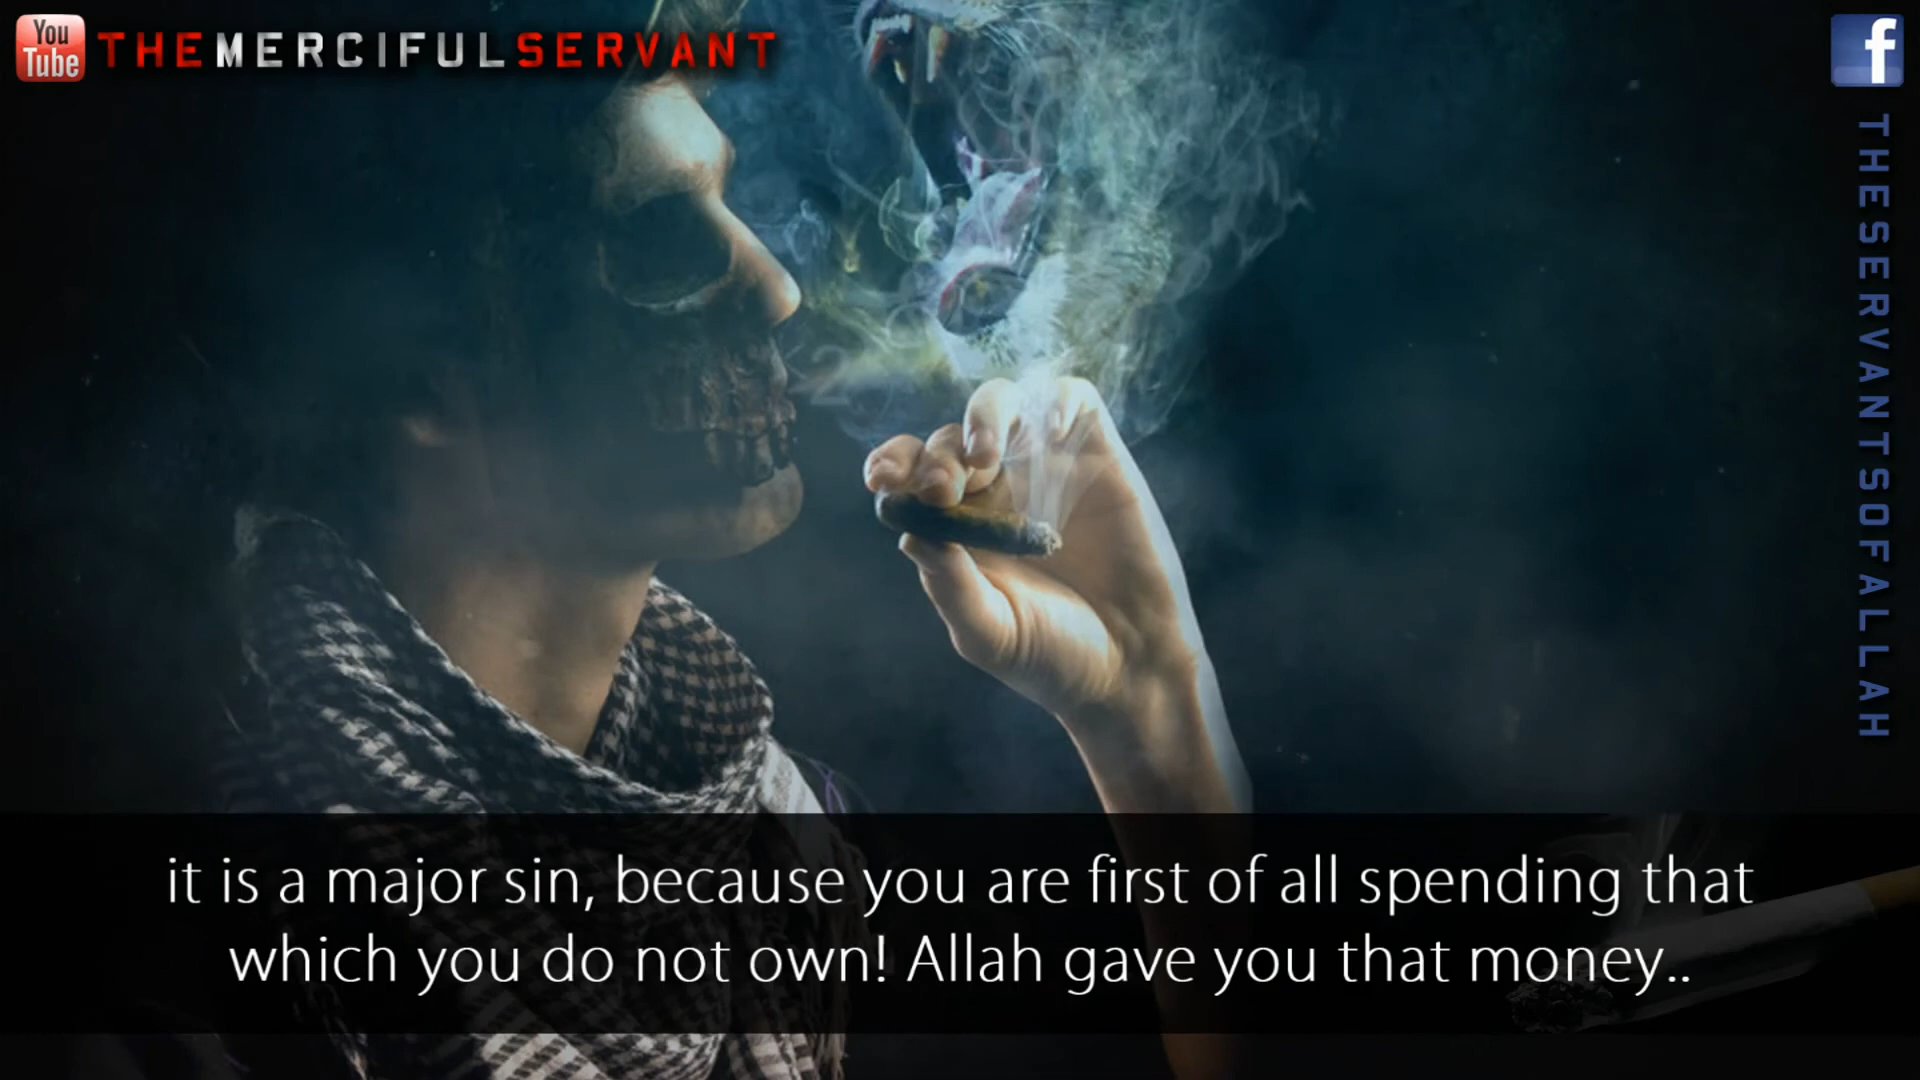 You
Tube
THEMERCIFULSERVANT
f
THESERVANTSOFALLAH
it is a major sin, because you are first of all spending that
which you do not own! Allah gave you that money..